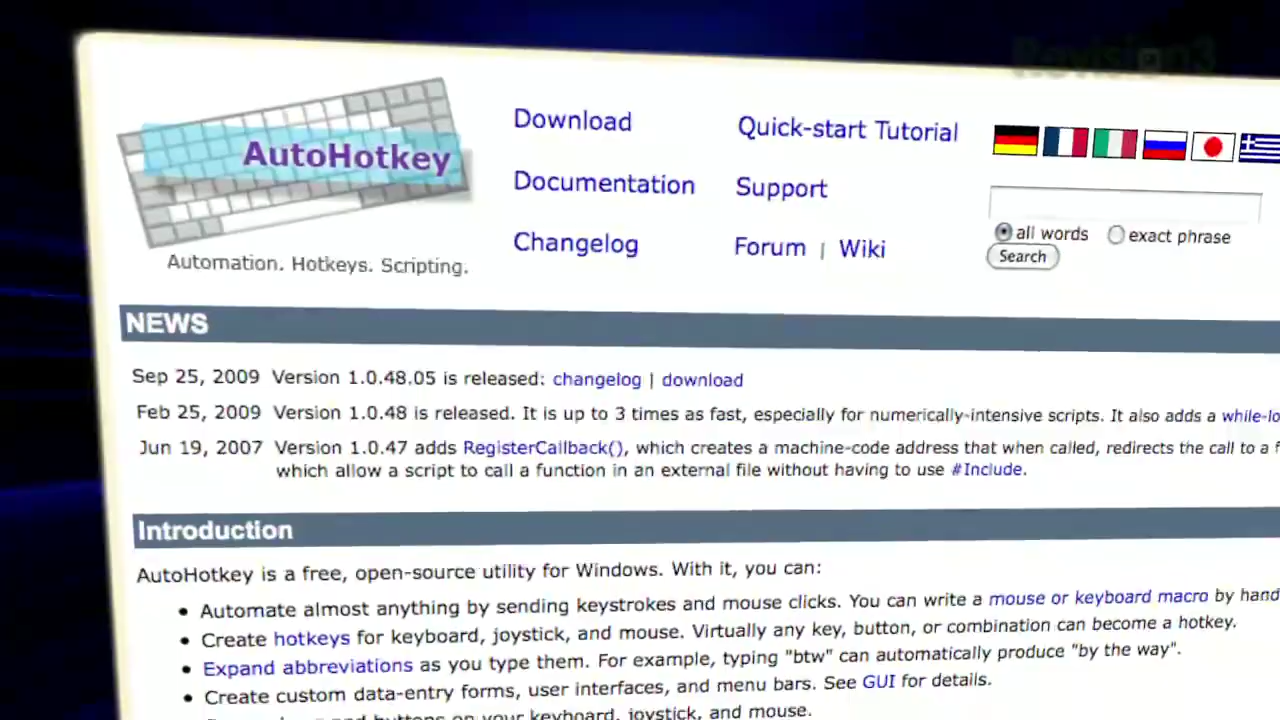 Revision3
AutoHotkey
Automation. Hotkeys. Scripting.
Download
Quick-start Tutorial
Documentation
Support
Changelog
Forum | Wiki
all words
exact phrase
Search
NEWS
Sep 25, 2009 Version 1.0.48.05 is released: changelog | download
Feb 25, 2009 Version 1.0.48 is released. It is up to 3 times as fast, especially for numerically-intensive scripts. It also adds a while-lo
Jun 19, 2007 Version 1.0.47 adds RegisterCallback(), which creates a machine-code address that when called, redirects the call to a f
which allow a script to call a function in an external file without having to use #Include.
Introduction
AutoHotkey is a free, open-source utility for Windows. With it, you can:
• Automate almost anything by sending keystrokes and mouse clicks. You can write a mouse or keyboard macro by hand
• Create hotkeys for keyboard, joystick, and mouse. Virtually any key, button, or combination can become a hotkey.
• Expand abbreviations as you type them. For example, typing "btw" can automatically produce "by the way".
• Create custom data-entry forms, user interfaces, and menu bars. See GUI for details.
and buttons on your keyboard, joystick, and mouse.